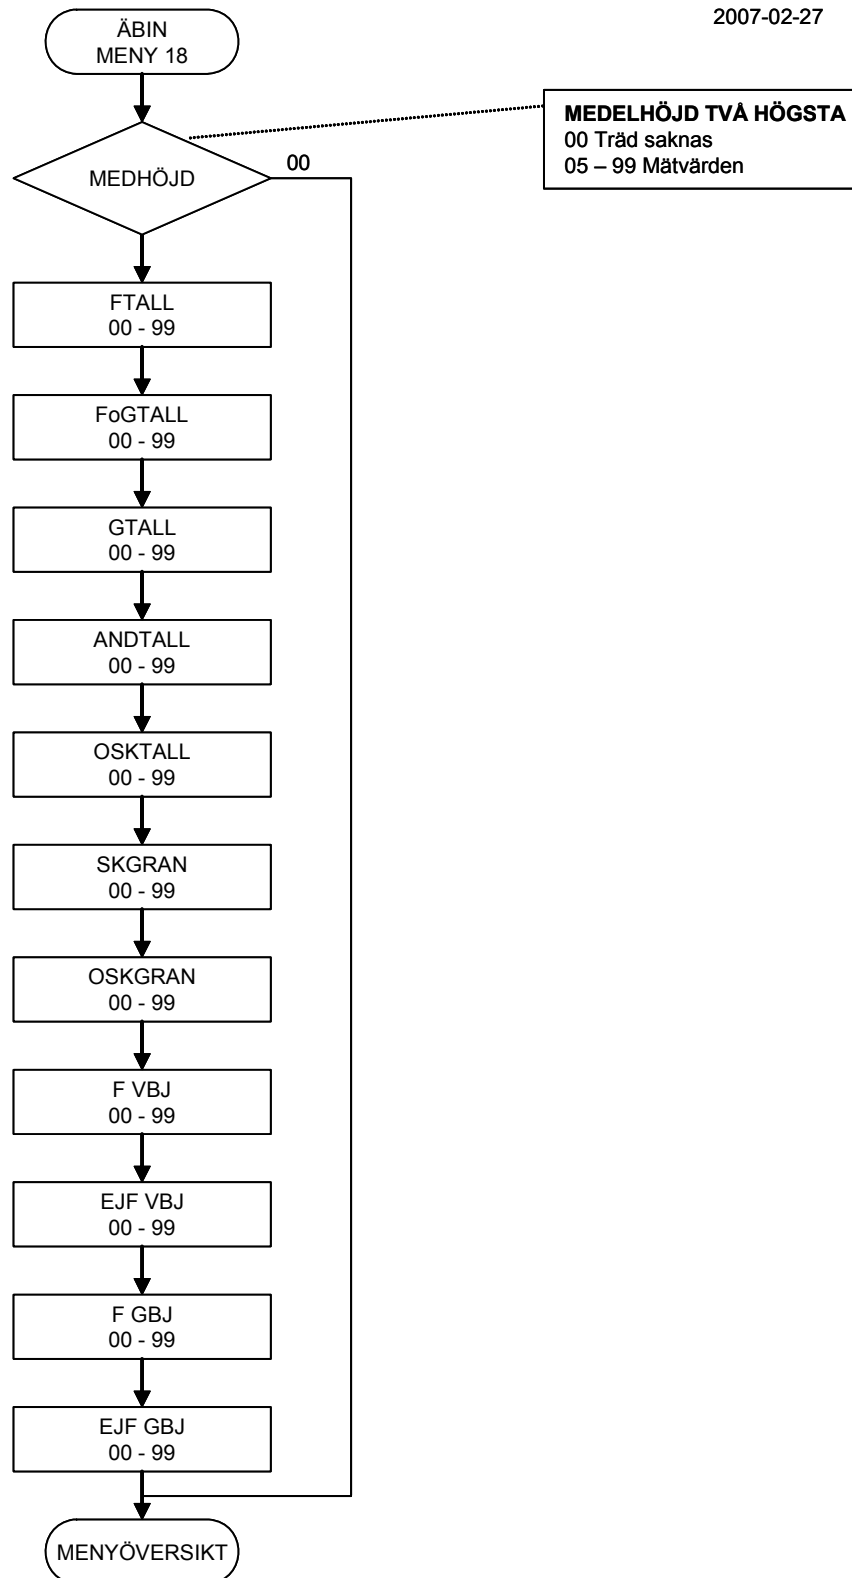 2007-02-27
ÄBIN
MENY 18
MEDELHÖJD TVÅ HÖGSTA
00 Träd saknas
05 – 99 Mätvärden
MEDHÖJD
00
FTALL
00 - 99
FoGTALL
00 - 99
GTALL
00 - 99
ANDTALL
00 - 99
OSKTALL
00 - 99
SKGRAN
00 - 99
OSKGRAN
00 - 99
F VBJ
00 - 99
EJF VBJ
00 - 99
F GBJ
00 - 99
EJF GBJ
00 - 99
MENYÖVERSIKT